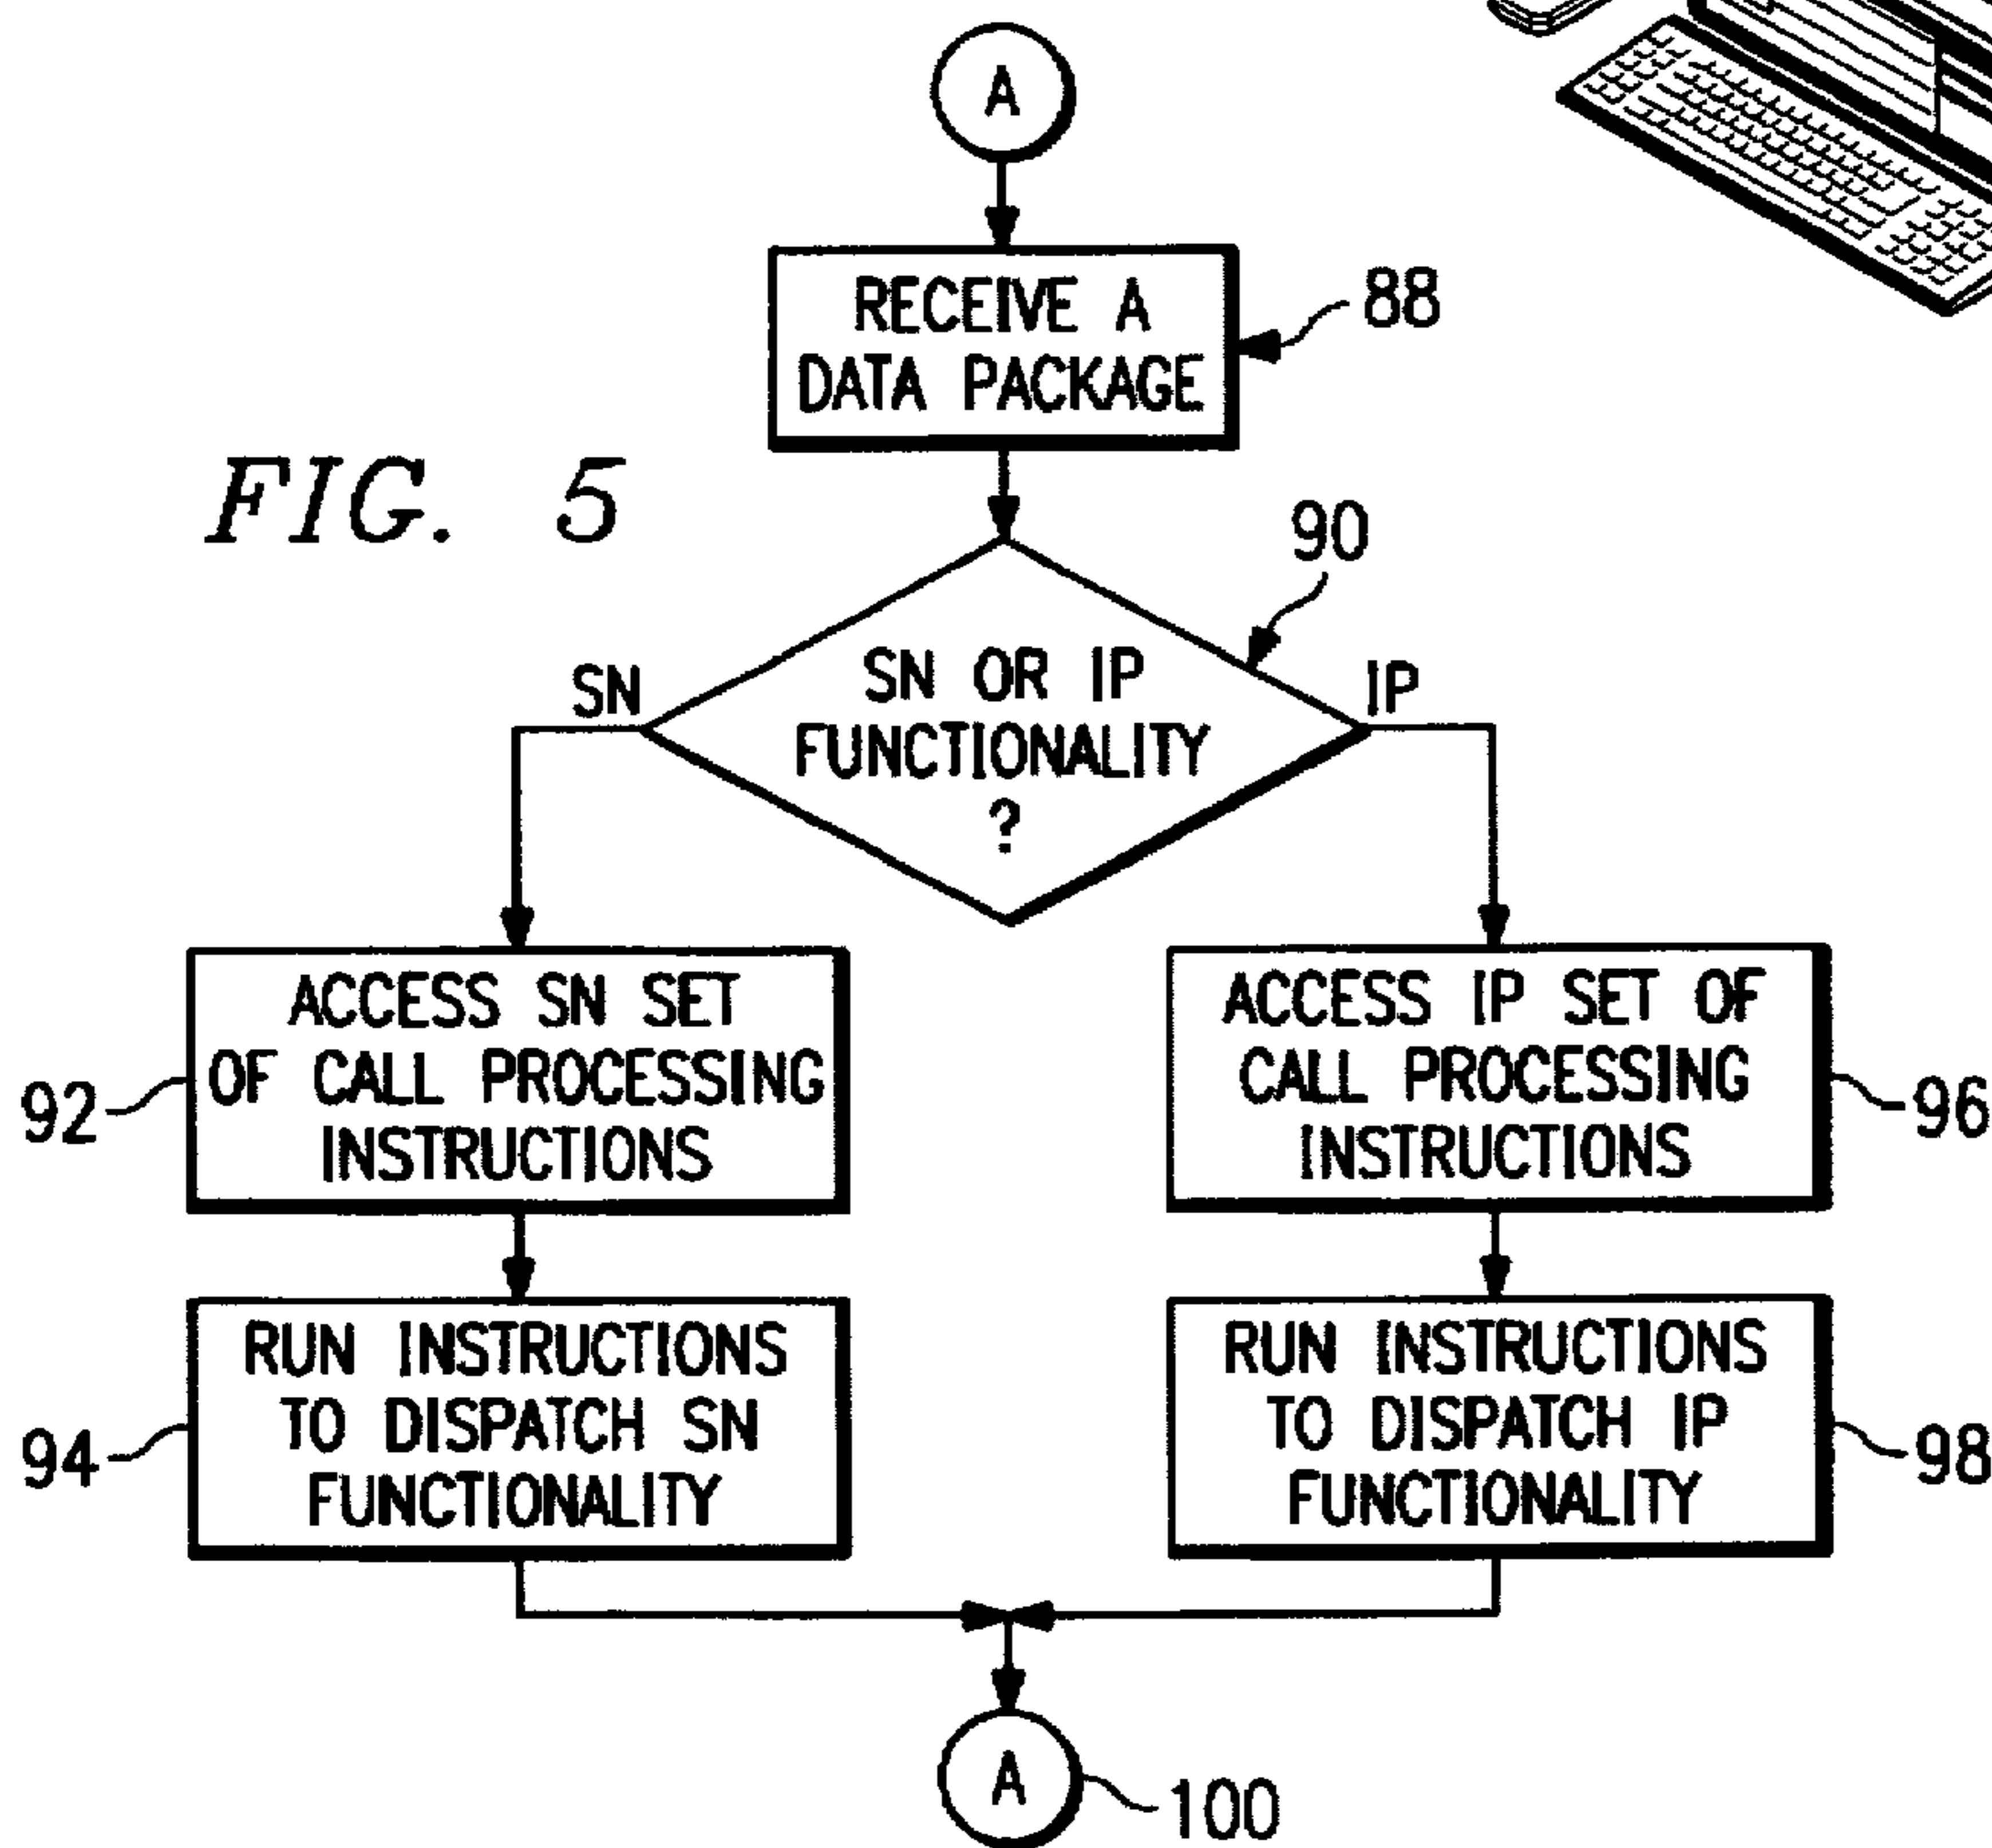 A
RECEIVE A
DATA PACKAGE
88
FIG. 5
90
SN
SN OR IP
FUNCTIONALITY
?
IP
ACCESS SN SET
OF CALL PROCESSING
INSTRUCTIONS
92
ACCESS IP SET OF
CALL PROCESSING
INSTRUCTIONS
96
RUN INSTRUCTIONS
TO DISPATCH SN
FUNCTIONALITY
94
RUN INSTRUCTIONS
TO DISPATCH IP
FUNCTIONALITY
98
A
100